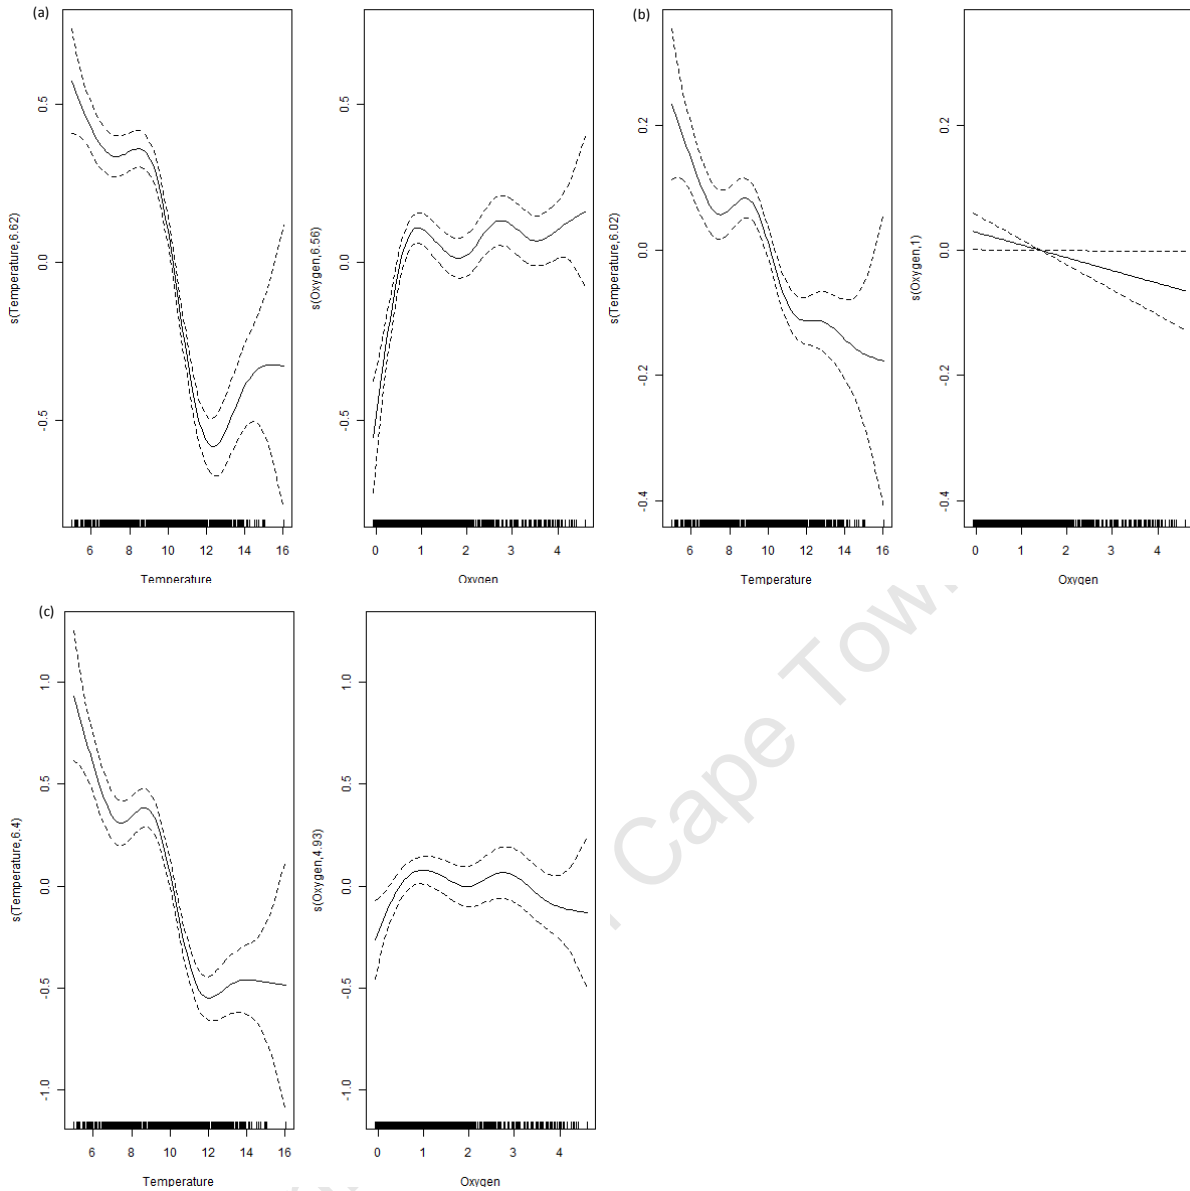 (a)
s(Temperature,6.62)
0.5
0.0
-0.5
6 8 10 12 14 16
Temperature
s(Oxygen,6.56)
0.5
0.0
-0.5
0 1 2 3 4
Oxygen
(b)
s(Temperature,6.02)
0.2
0.0
-0.2
-0.4
6 8 10 12 14 16
Temperature
s(Oxygen,1)
0.2
0.0
-0.2
-0.4
0 1 2 3 4
Oxygen
(c)
s(Temperature,6.4)
1.0
0.5
0.0
-0.5
-1.0
6 8 10 12 14 16
Temperature
s(Oxygen,4.93)
1.0
0.5
0.0
-0.5
-1.0
0 1 2 3 4
Oxygen
Cape Town